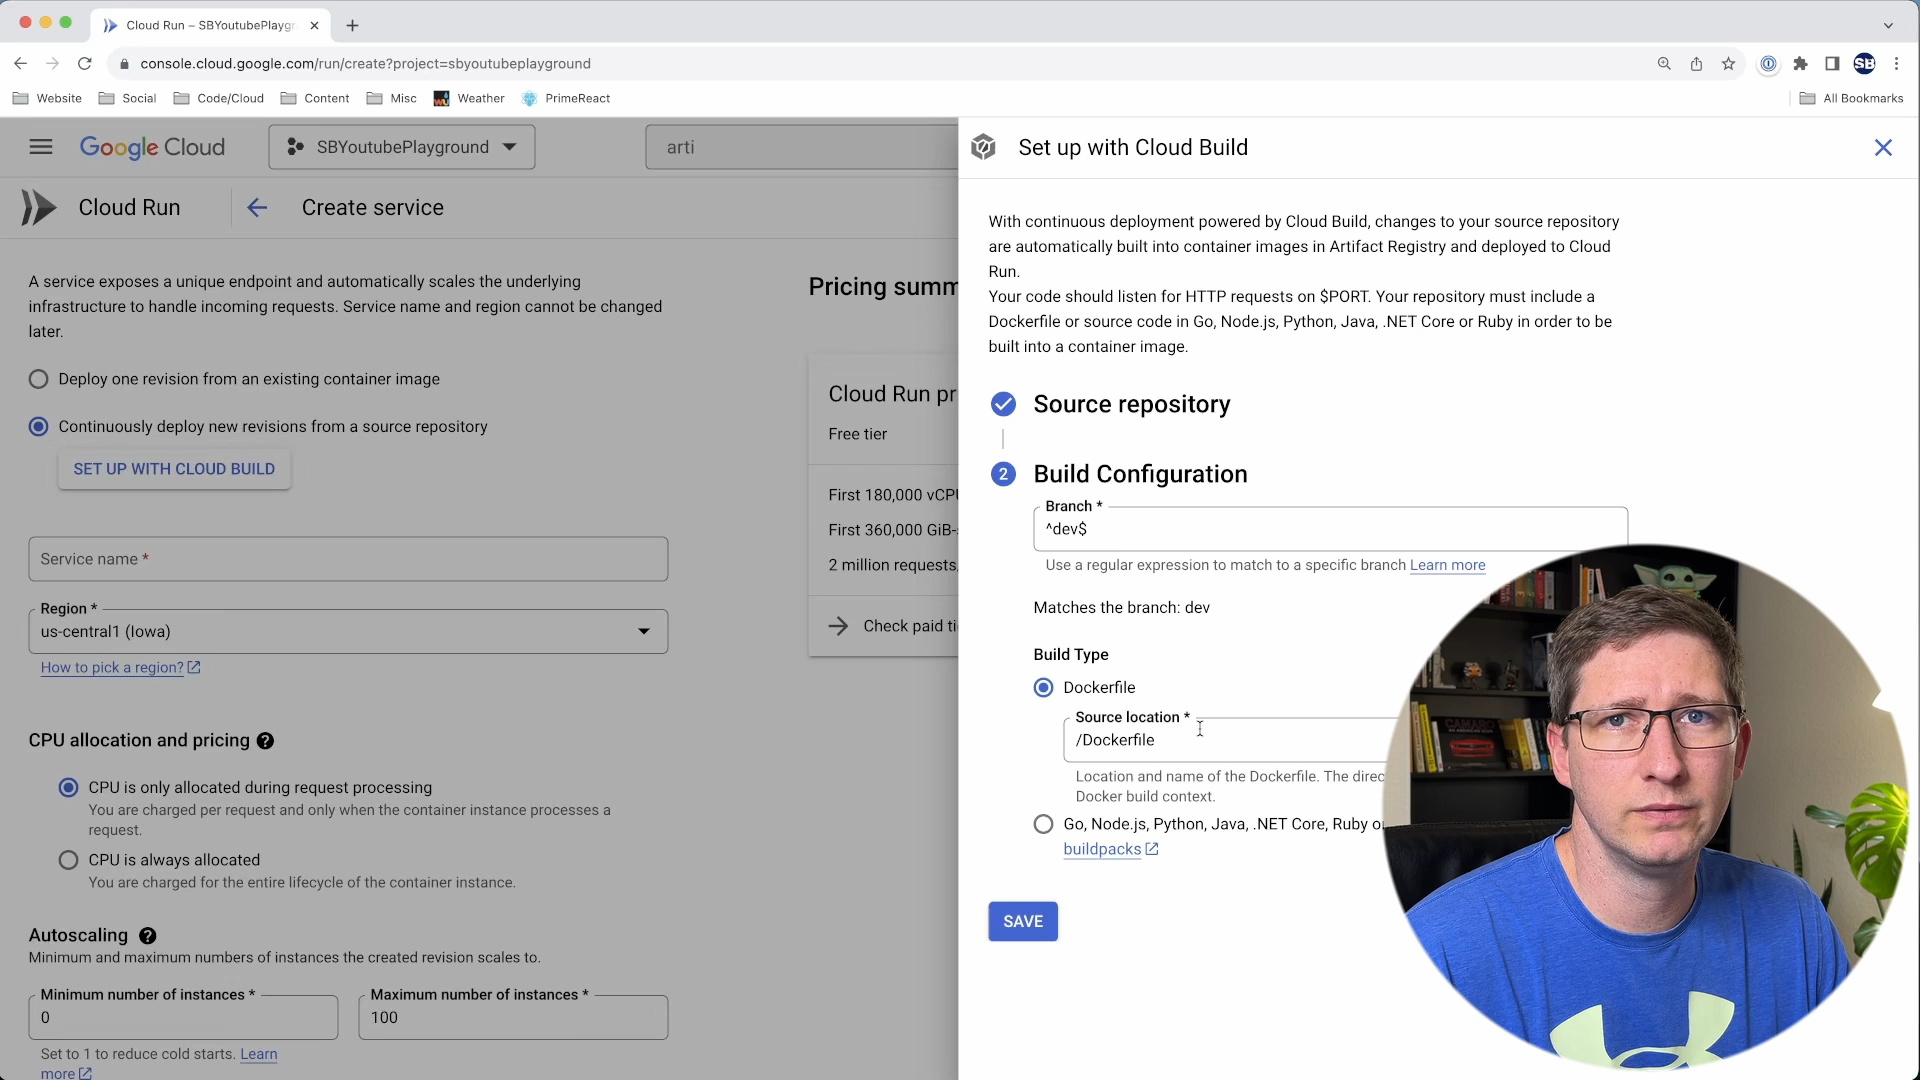 Cloud Run – SBYoutubePlaygr
console.cloud.google.com/run/create?project=sbyoutubeplayground
SB
Website
Social
Code/Cloud
Content
Misc
Weather
PrimeReact
All Bookmarks
Google Cloud
SBYoutubePlayground
arti
Cloud Run
Create service
A service exposes a unique endpoint and automatically scales the underlying
infrastructure to handle incoming requests. Service name and region cannot be changed
later.
Deploy one revision from an existing container image
Continuously deploy new revisions from a source repository
SET UP WITH CLOUD BUILD
Service name *
Region *
us-central1 (Iowa)
How to pick a region?
CPU allocation and pricing
CPU is only allocated during request processing
You are charged per request and only when the container instance processes a
request.
CPU is always allocated
You are charged for the entire lifecycle of the container instance.
Autoscaling
Minimum and maximum numbers of instances the created revision scales to.
Minimum number of instances *
0
Maximum number of instances *
100
Set to 1 to reduce cold starts. Learn
more
Pricing summ
Cloud Run pr
Free tier
First 180,000 vCPU
First 360,000 GiB-
2 million requests,
Check paid ti
Set up with Cloud Build
With continuous deployment powered by Cloud Build, changes to your source repository
are automatically built into container images in Artifact Registry and deployed to Cloud
Run.
Your code should listen for HTTP requests on $PORT. Your repository must include a
Dockerfile or source code in Go, Node.js, Python, Java, .NET Core or Ruby in order to be
built into a container image.
Source repository
2
Build Configuration
Branch *
^dev$
Use a regular expression to match to a specific branch Learn more
Matches the branch: dev
Build Type
Dockerfile
Source location *
/Dockerfile
Location and name of the Dockerfile. The direc
Docker build context.
Go, Node.js, Python, Java, .NET Core, Ruby or
buildpacks
SAVE
CAMARO